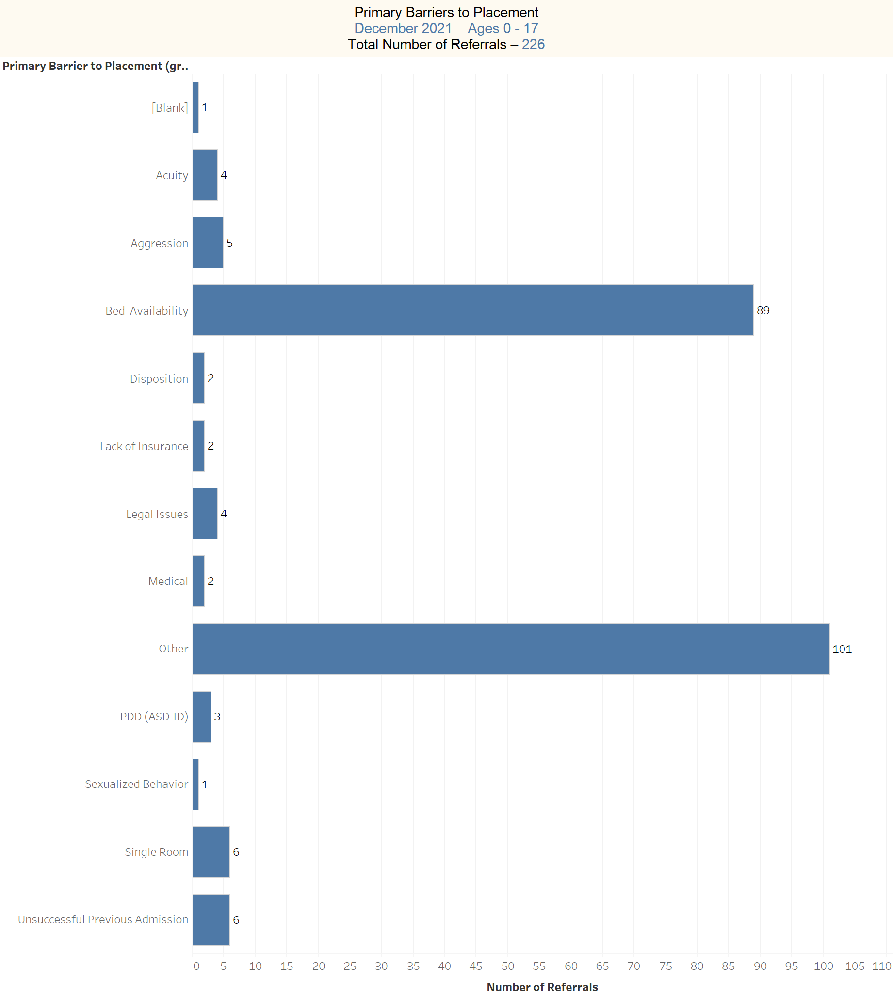 Primary Barriers to Placement
December 2021 Ages 0 - 17
Total Number of Referrals – 226
Primary Barrier to Placement (gr..
[Blank] 1
Acuity 4
Aggression 5
Bed Availability 89
Disposition 2
Lack of Insurance 2
Legal Issues 4
Medical 2
Other 101
PDD (ASD-ID) 3
Sexualized Behavior 1
Single Room 6
Unsuccessful Previous Admission 6
0 5 10 15 20 25 30 35 40 45 50 55 60 65 70 75 80 85 90 95 100 105 110
Number of Referrals